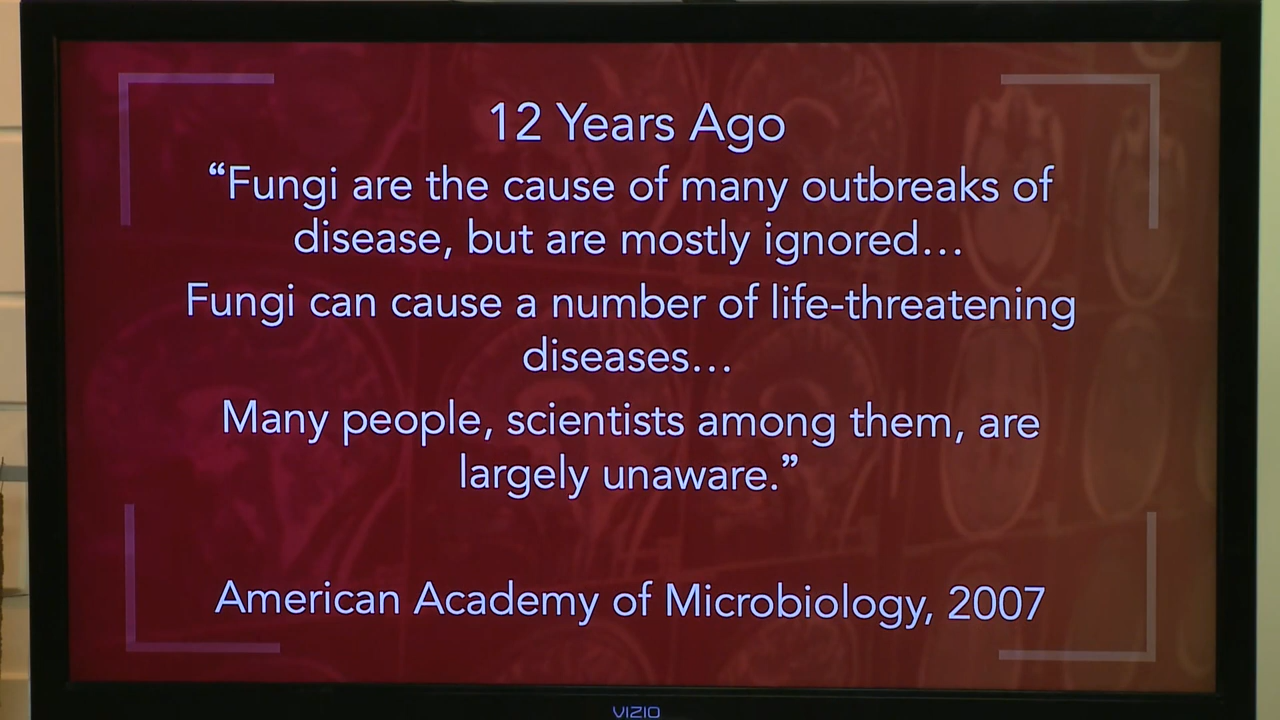 12 Years Ago
“Fungi are the cause of many outbreaks of
disease, but are mostly ignored…
Fungi can cause a number of life-threatening
diseases…
Many people, scientists among them, are
largely unaware.”
American Academy of Microbiology, 2007
VIZIO